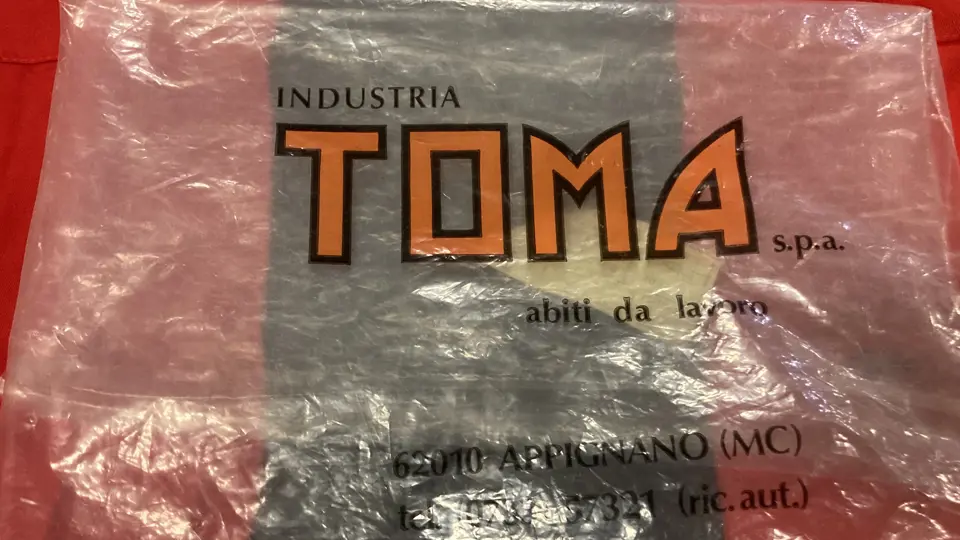 INDUSTRIA
TOMA
s.p.a.
abiti da lavoro
62010 APPIGNANO (MC)
tel. 57321 (ric. aut.)